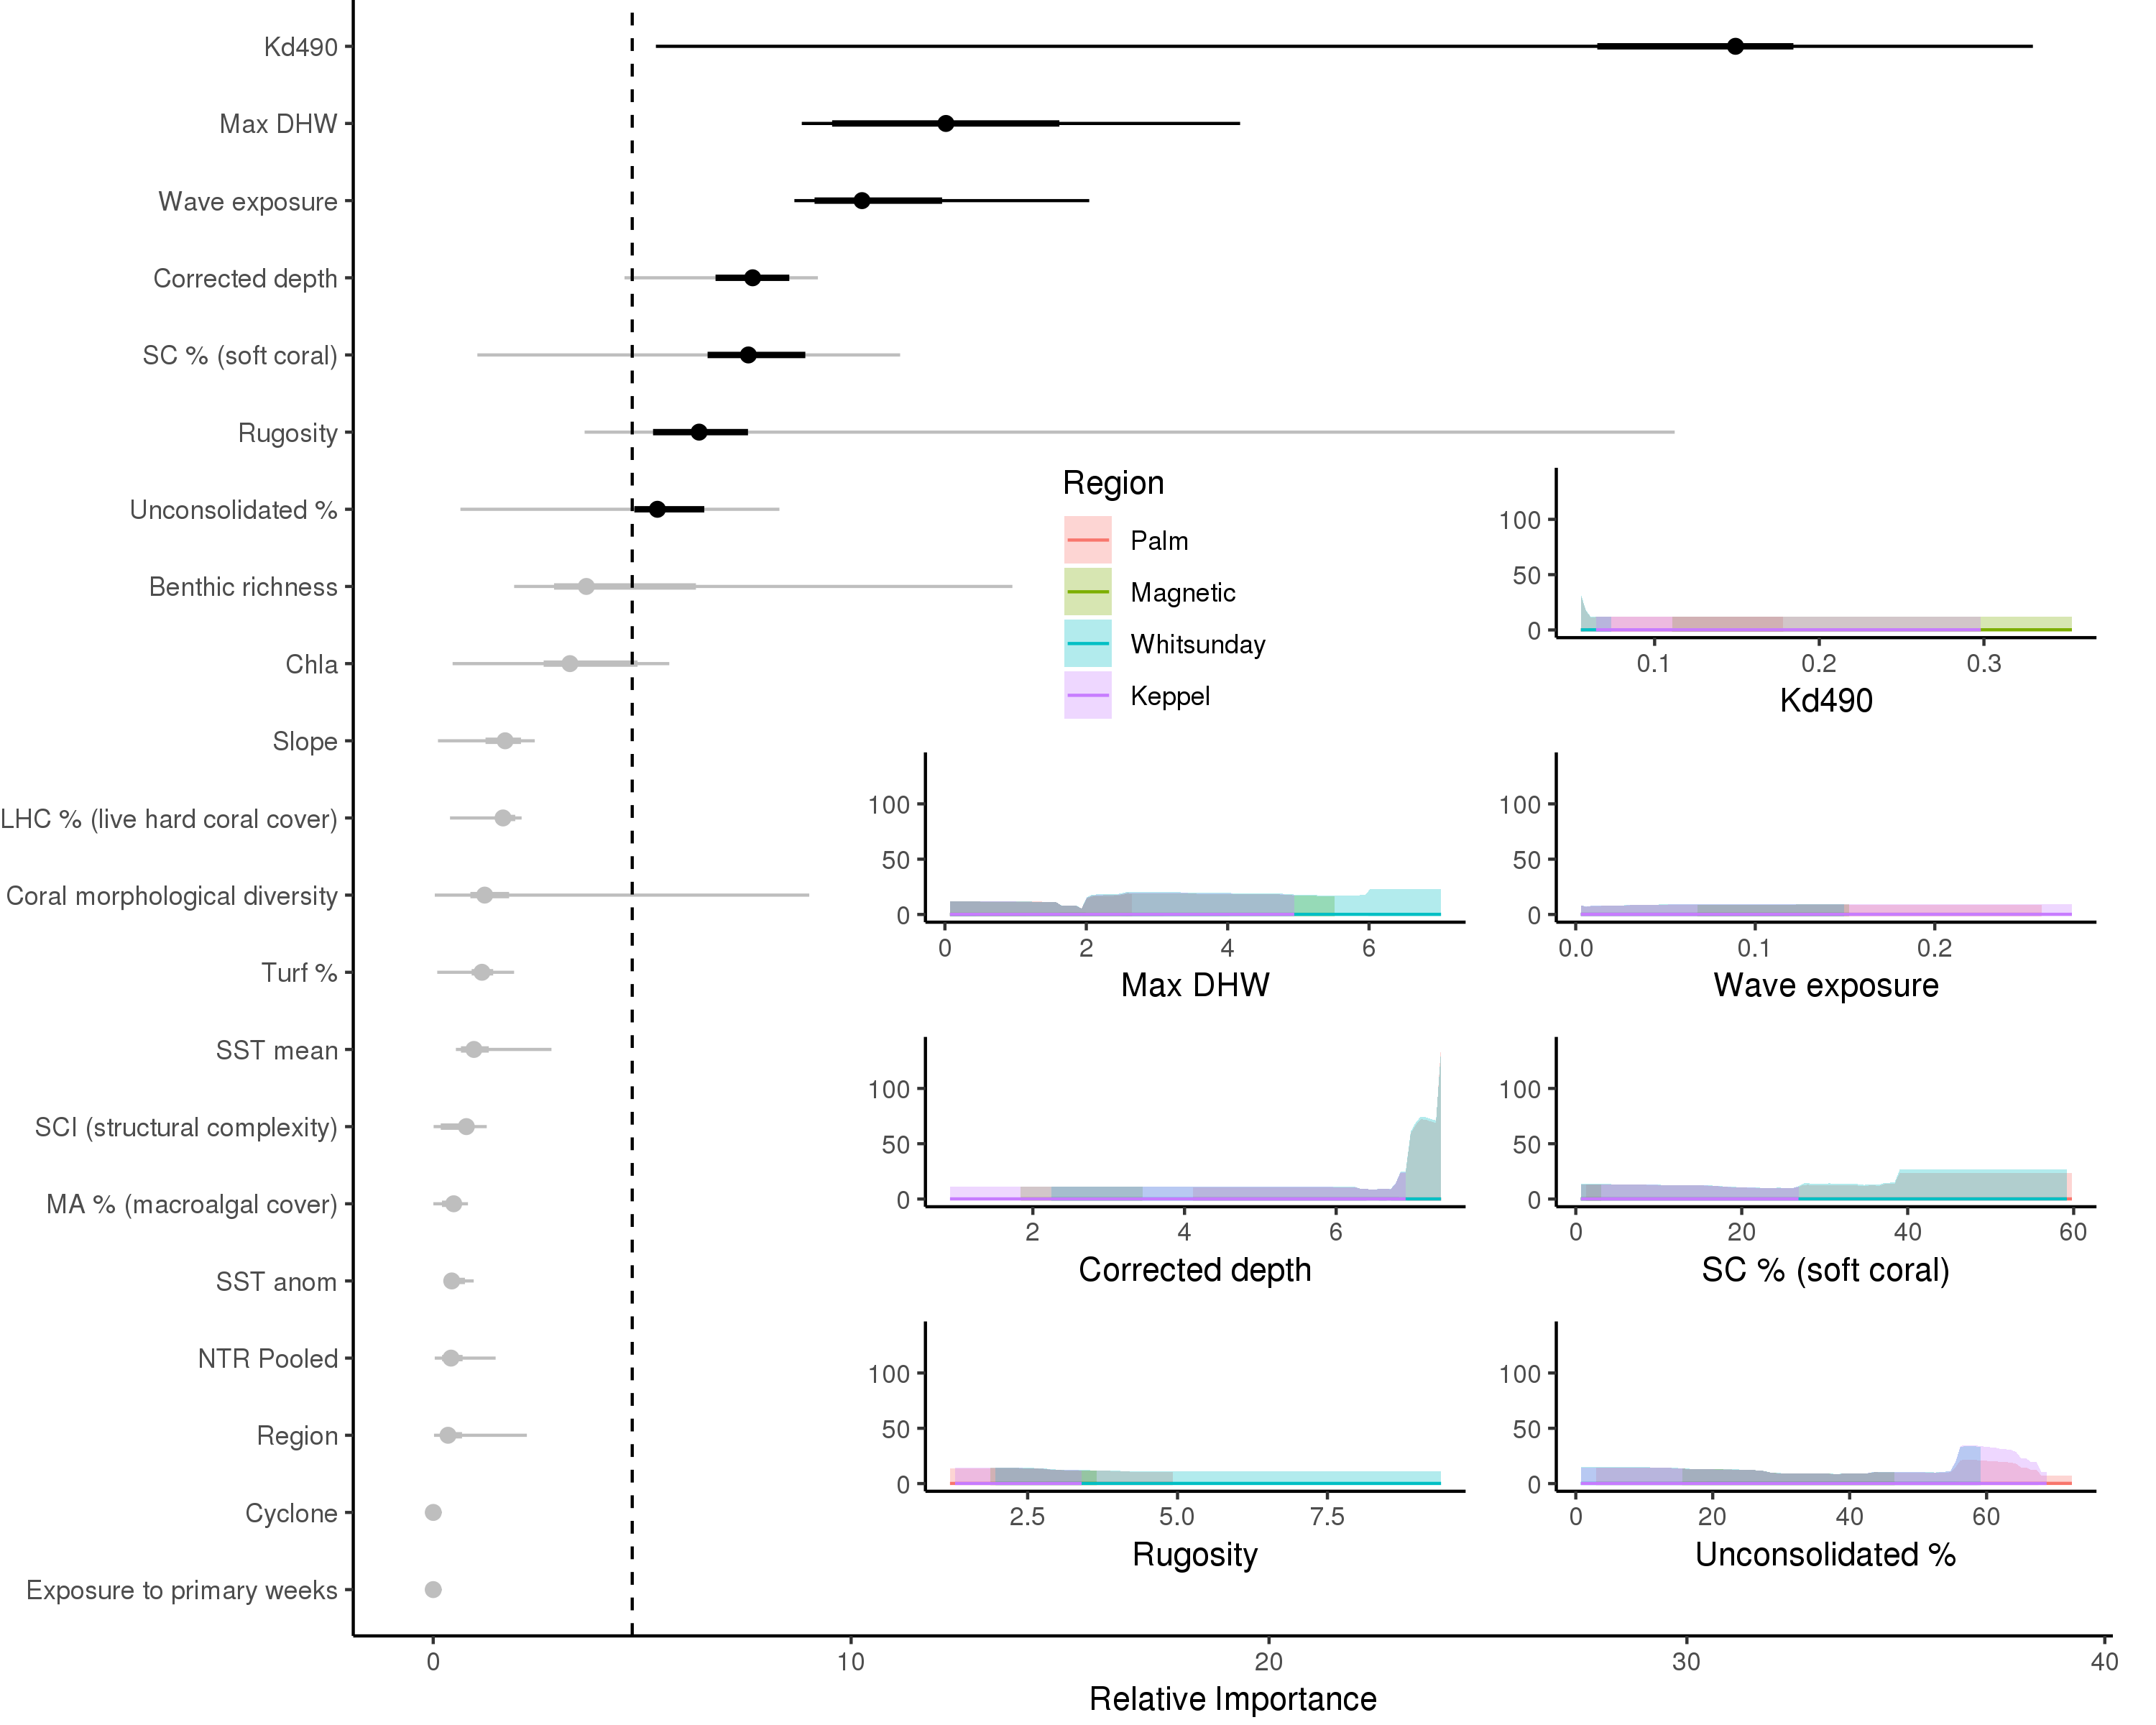 Kd490
Max DHW
Wave exposure
Corrected depth
SC % (soft coral)
Rugosity
Unconsolidated %
Benthic richness
Chla
Slope
LHC % (live hard coral cover)
Coral morphological diversity
Turf %
SST mean
SCI (structural complexity)
MA % (macroalgal cover)
SST anom
NTR Pooled
Region
Cyclone
Exposure to primary weeks
0 10 20 30 40
Relative Importance
Region
Palm
Magnetic
Whitsunday
Keppel
100
50
0
0.1 0.2 0.3
Kd490
100
50
0
0 2 4 6
Max DHW
100
50
0
0.0 0.1 0.2
Wave exposure
100
50
0
2 4 6
Corrected depth
100
50
0
0 20 40 60
SC % (soft coral)
100
50
0
2.5 5.0 7.5
Rugosity
100
50
0
0 20 40 60
Unconsolidated %